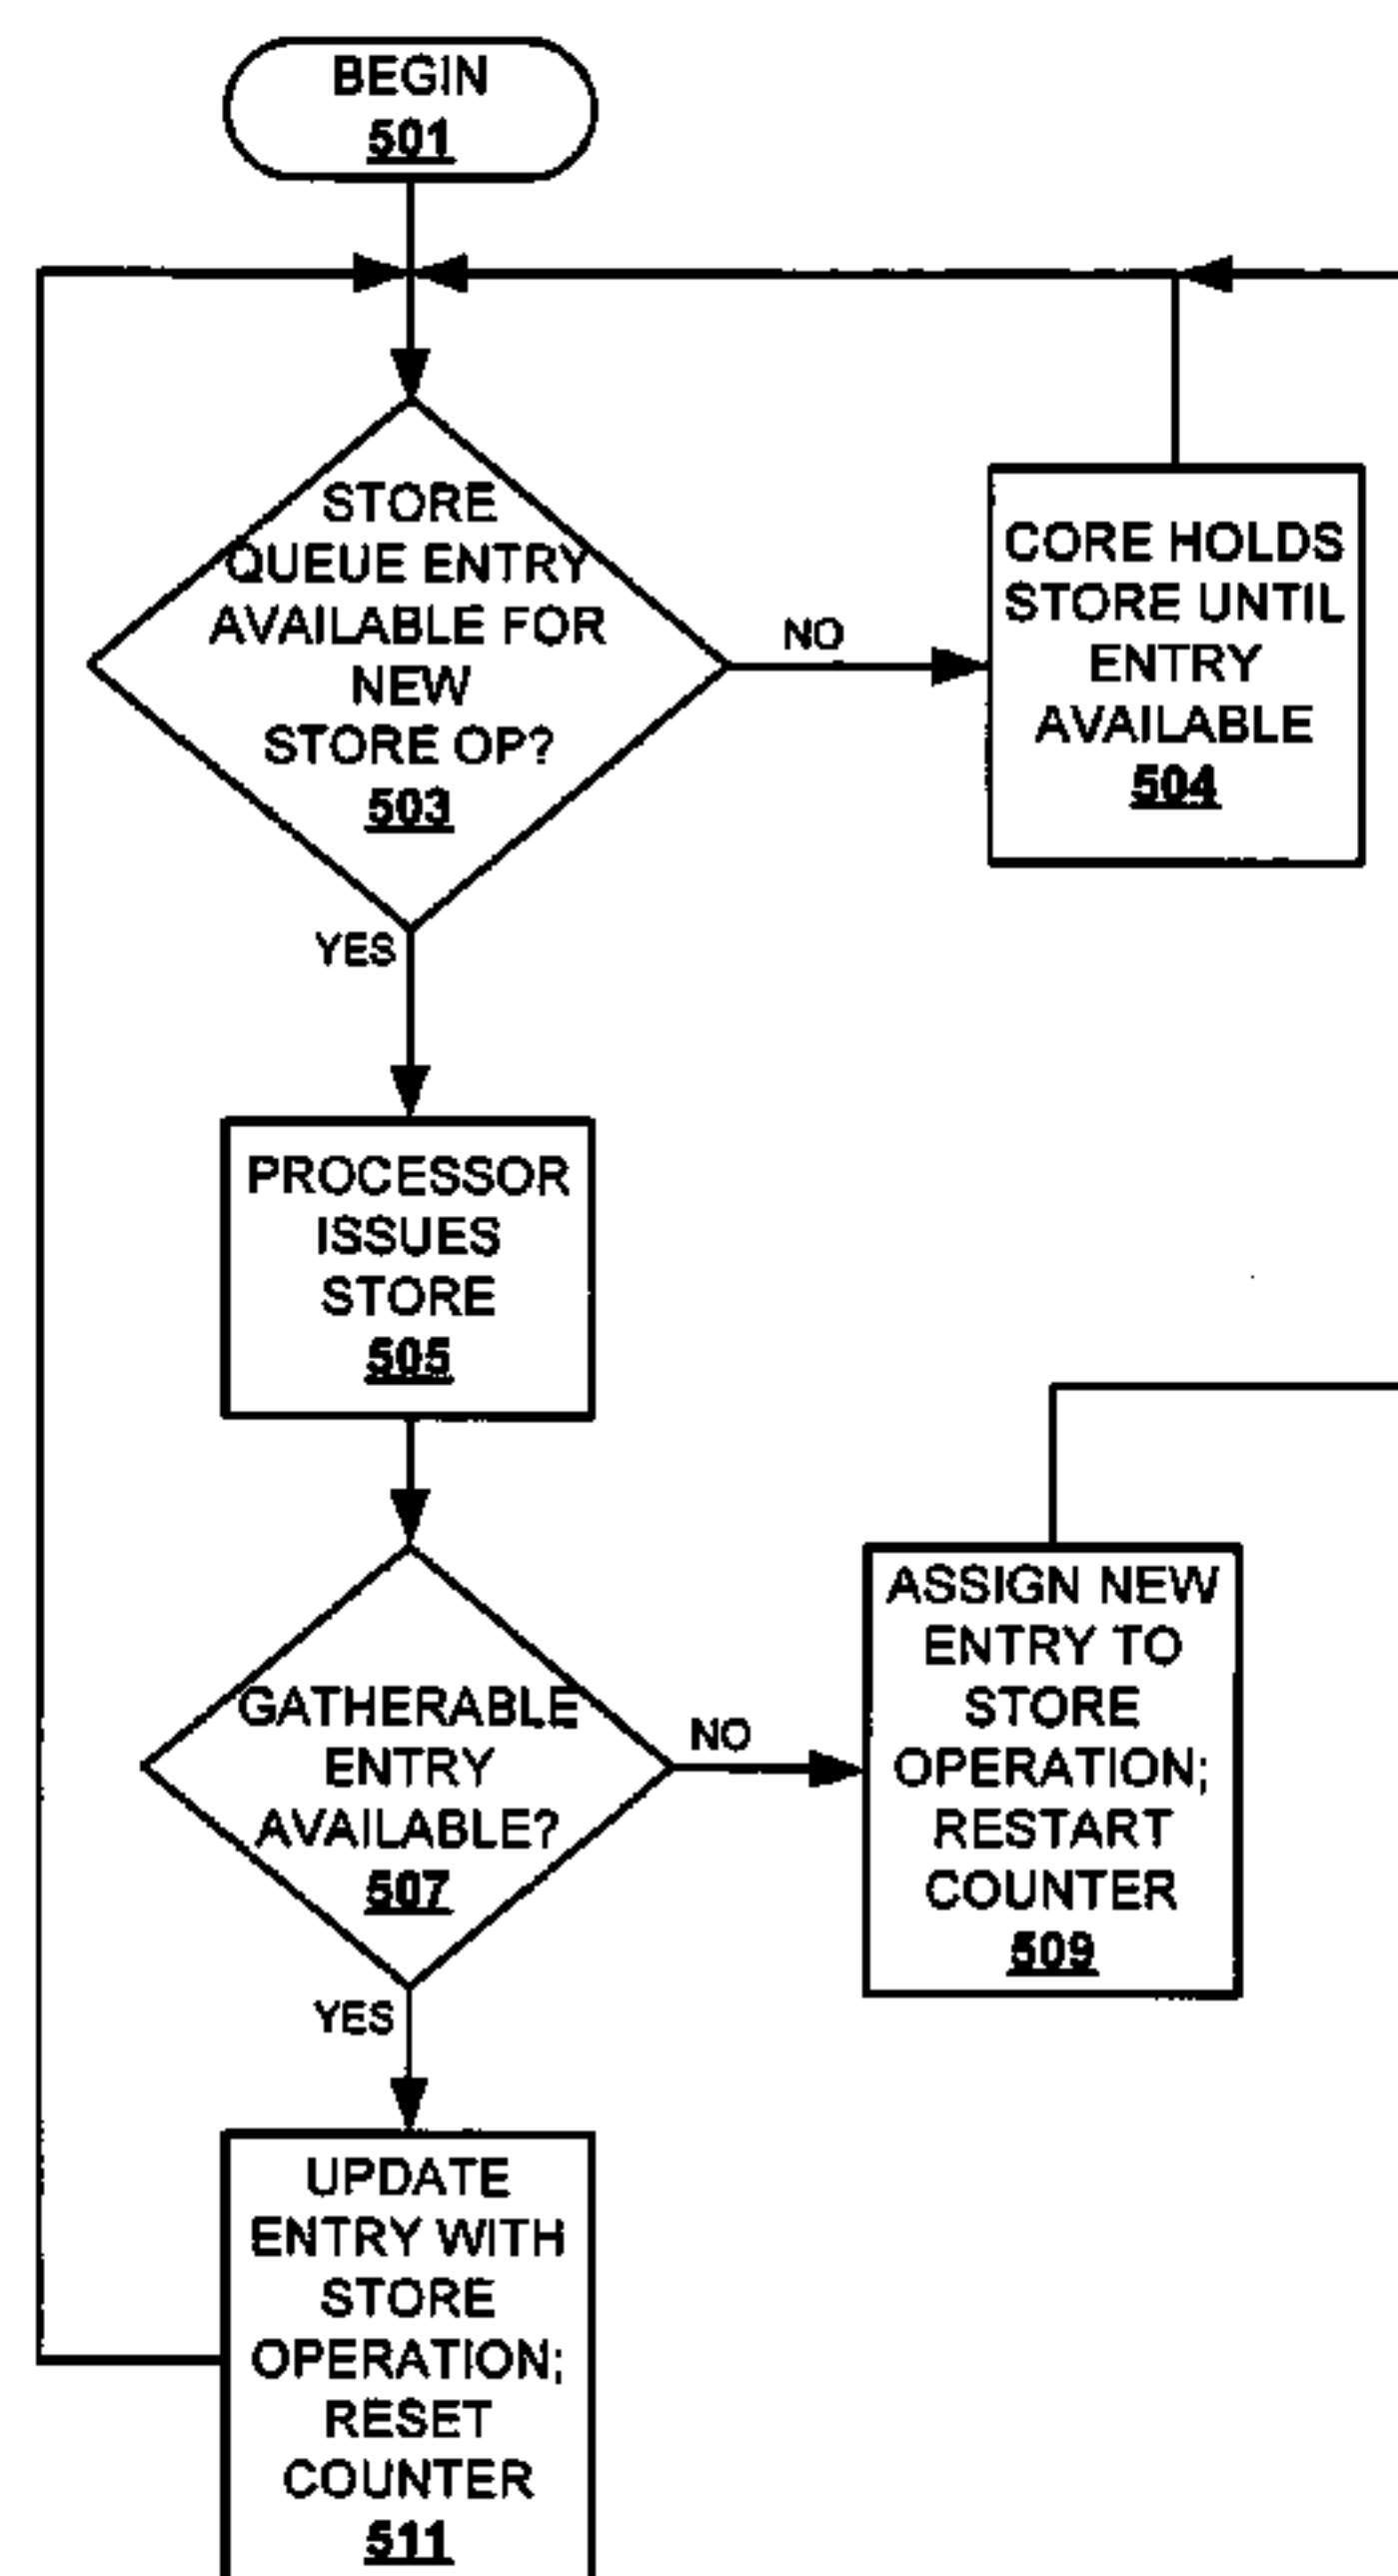 BEGIN
501
STORE
QUEUE ENTRY
AVAILABLE FOR
NEW
STORE OP?
503
NO
CORE HOLDS
STORE UNTIL
ENTRY
AVAILABLE
504
YES
PROCESSOR
ISSUES
STORE
505
GATHERABLE
ENTRY
AVAILABLE?
507
NO
ASSIGN NEW
ENTRY TO
STORE
OPERATION;
RESTART
COUNTER
509
YES
UPDATE
ENTRY WITH
STORE
OPERATION;
RESET
COUNTER
511